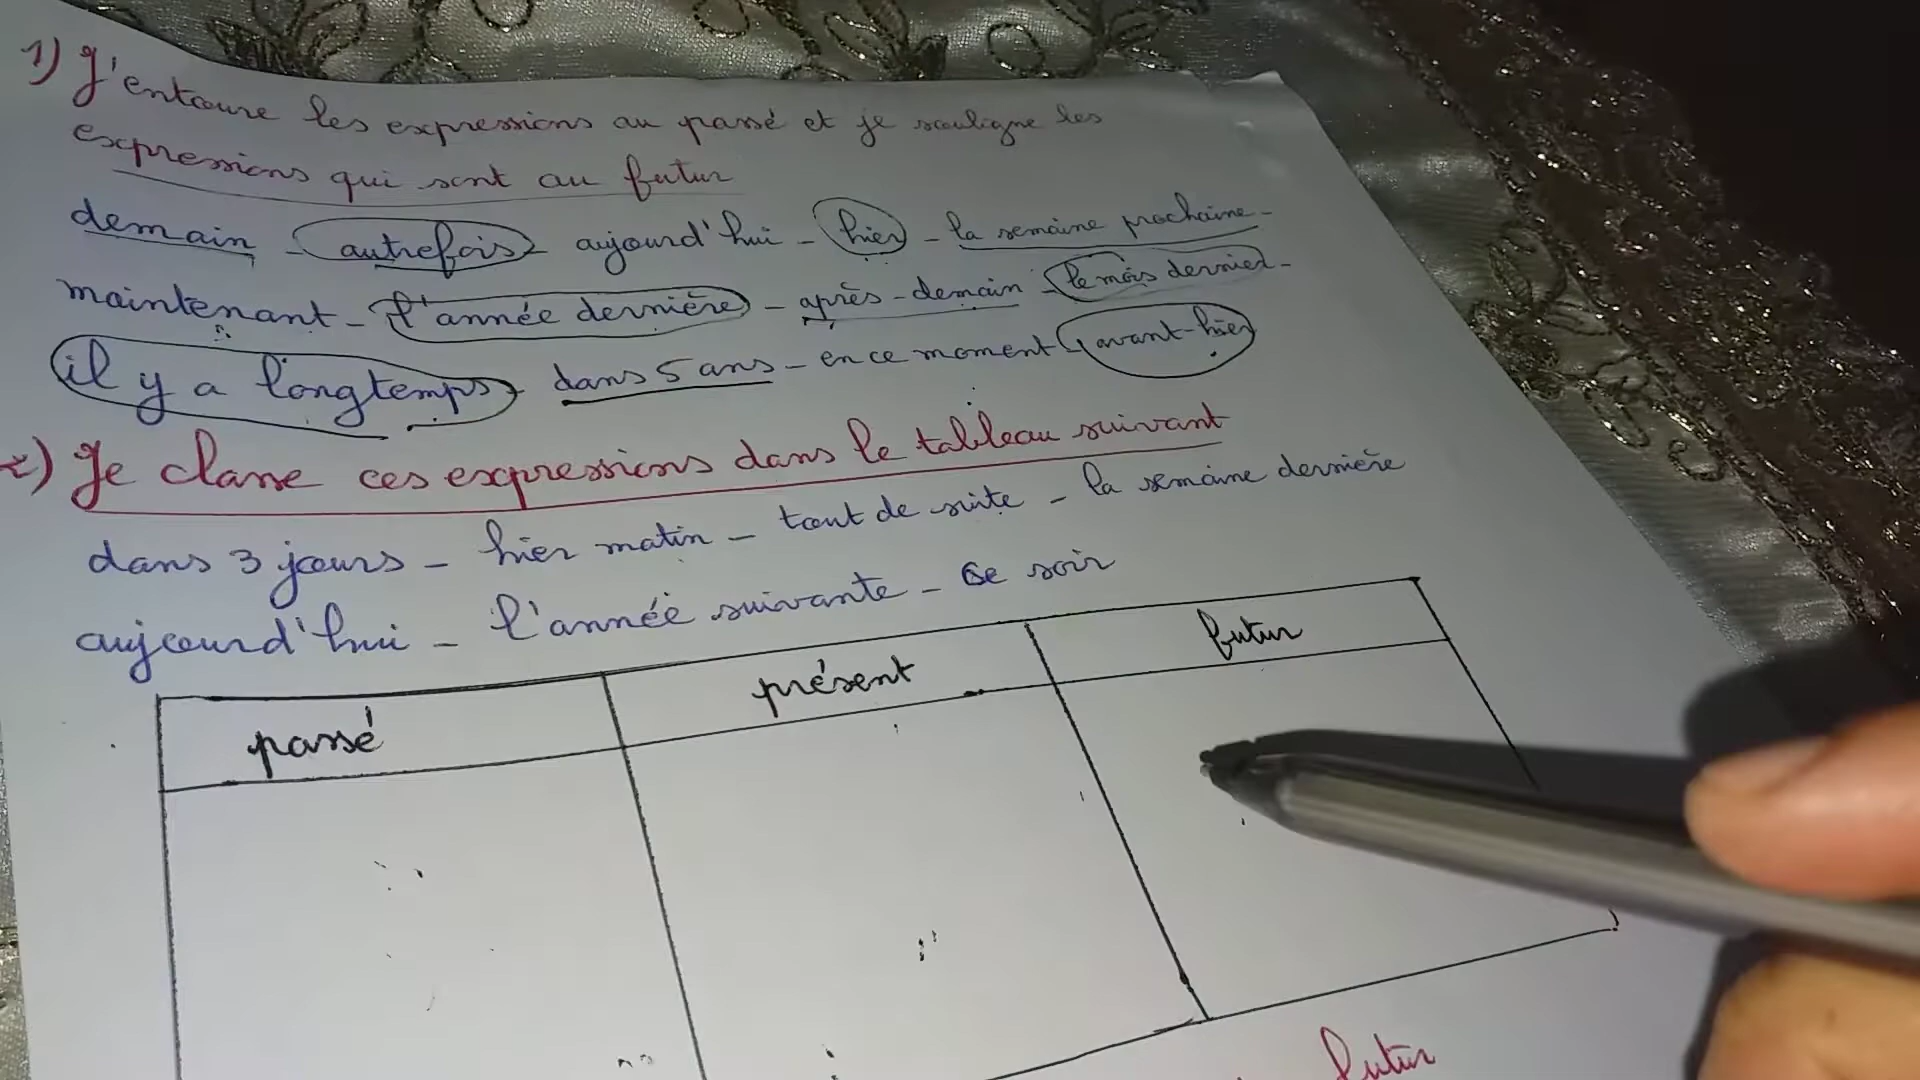 1) J'entoure les expressions au passé et je souligne les
expressions qui sont au futur
demain - autrefois - aujourd'hui - hier - la semaine prochaine -
maintenant - l'année dernière - après-demain - le mois dernier -
il y a longtemps - dans 5 ans - en ce moment - avant-hier
2) Je classe ces expressions dans le tableau suivant
dans 3 jours - hier matin - tout de suite - la semaine dernière
aujourd'hui - l'année suivante - Ce soir
passé présent futur
futur